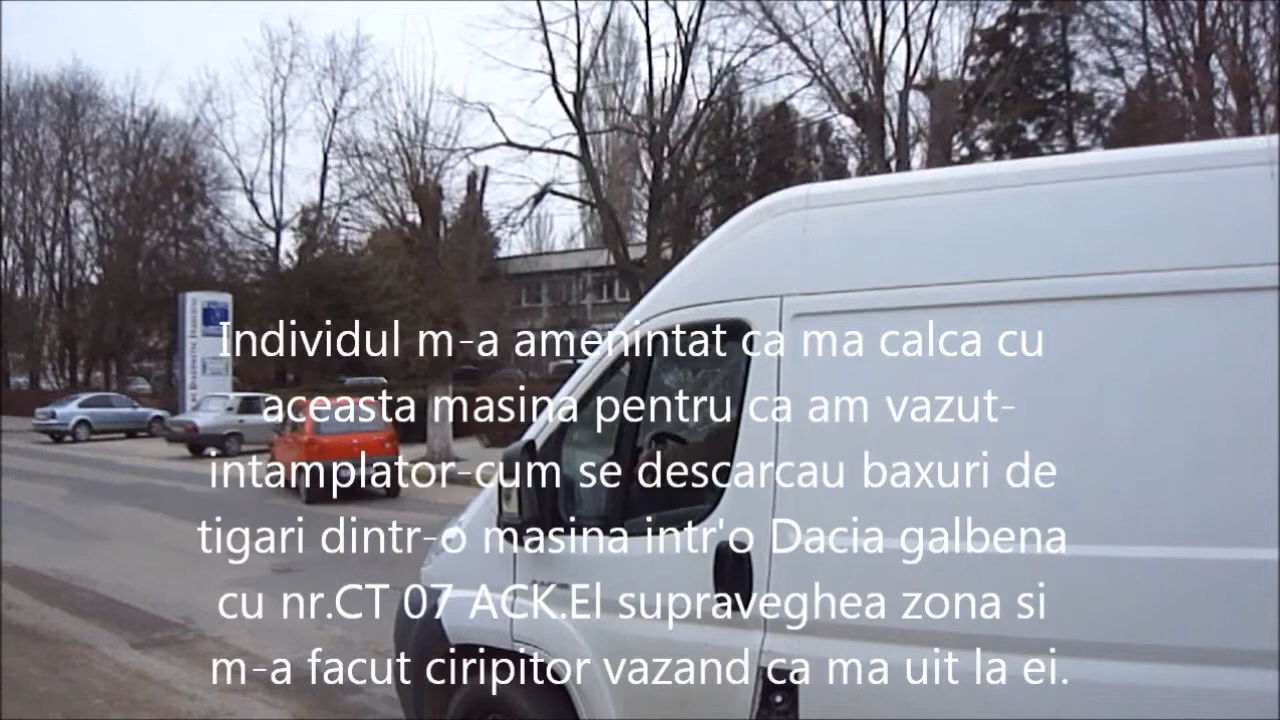 Individul m-a amenintat ca ma calca cu
aceasta masina pentru ca am vazut-
intamplator-cum se descarcau baxuri de
tigari dintr-o masina intr'o Dacia galbena
cu nr.CT 07 ACK.El supraveghea zona si
m-a facut ciripitor vazand ca ma uit la ei.